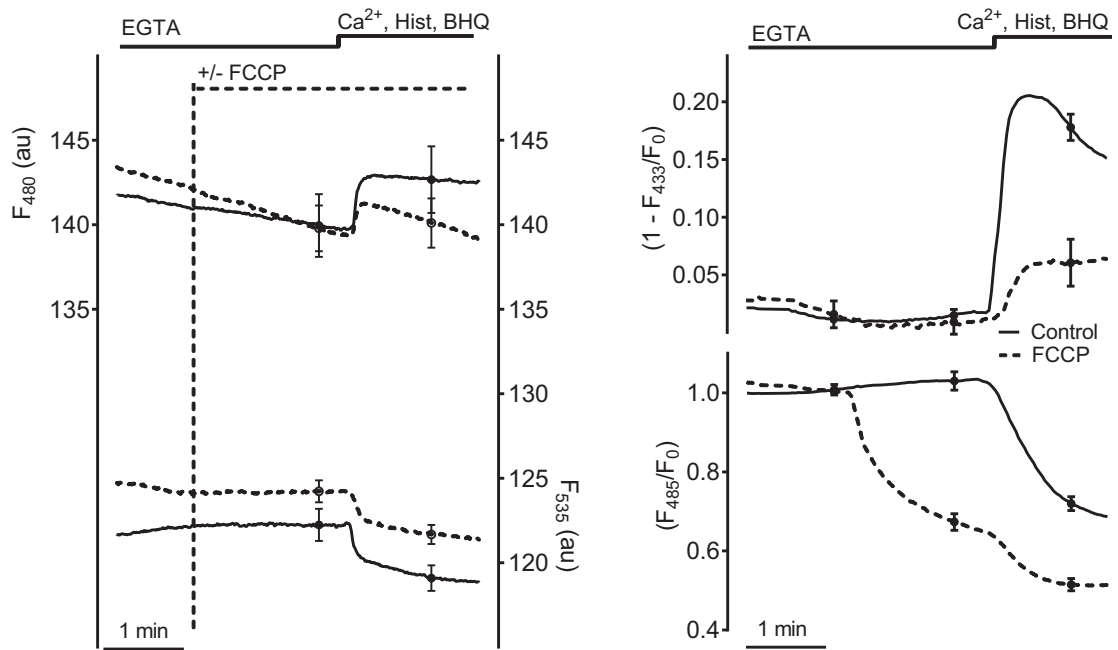 EGTA
Ca²⁺, Hist, BHQ
+/- FCCP
F₄₈₀ (au)
145
140
135
145
140
135
130
125
120
F₅₃₅ (au)
1 min
EGTA
Ca²⁺, Hist, BHQ
(1 - F₄₃₃/F₀)
0.20
0.15
0.10
0.05
Control
FCCP
(F₄₈₅/F₀)
1.0
0.8
0.6
0.4
1 min